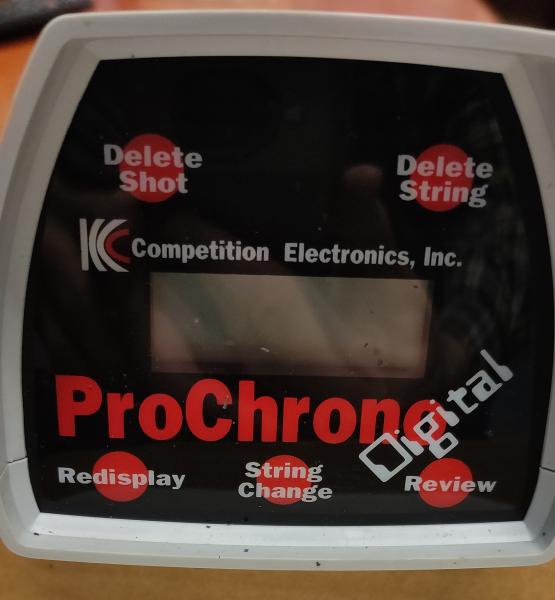 Delete
Shot
Delete
String
Competition Electronics, Inc.
ProChrono
Digital
Redisplay
String
Change
Review